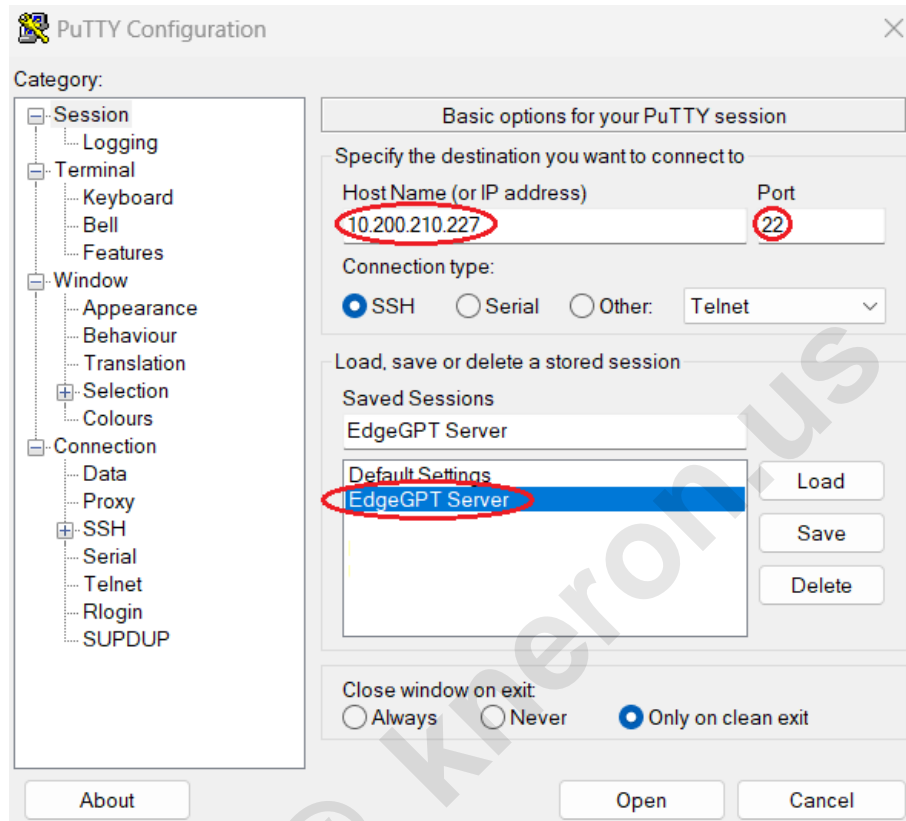 PuTTY Configuration
Category:
Session
Logging
Terminal
Keyboard
Bell
Features
Window
Appearance
Behaviour
Translation
Selection
Colours
Connection
Data
Proxy
SSH
Serial
Telnet
Rlogin
SUPDUP
Basic options for your PuTTY session
Specify the destination you want to connect to
Host Name (or IP address) Port
10.200.210.227 22
Connection type:
SSH Serial Other: Telnet
Load, save or delete a stored session
Saved Sessions
EdgeGPT Server
Default Settings
EdgeGPT Server
Load
Save
Delete
Close window on exit:
Always Never Only on clean exit
About Open Cancel
© kneron.us